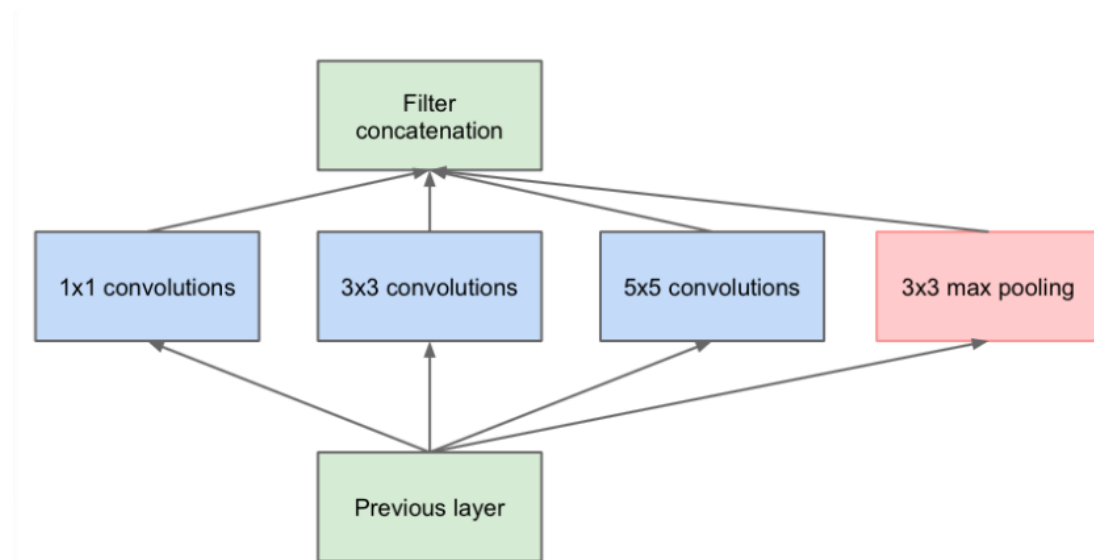 Filter
concatenation
1x1 convolutions
3x3 convolutions
5x5 convolutions
3x3 max pooling
Previous layer